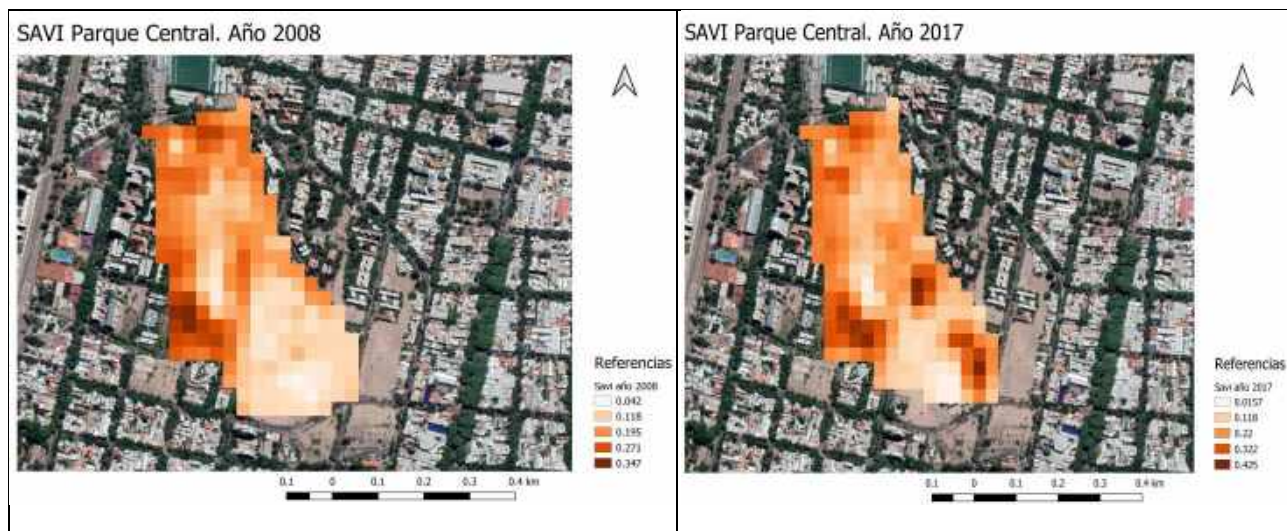 SAVI Parque Central. Año 2008
Referencias
Savi año 2008
0.042
0.118
0.195
0.271
0.347
0.1 0 0.1 0.2 0.3 0.4 km
SAVI Parque Central. Año 2017
Referencias
Savi año 2017
0.0157
0.118
0.22
0.322
0.425
0.1 0 0.1 0.2 0.3 0.4 km